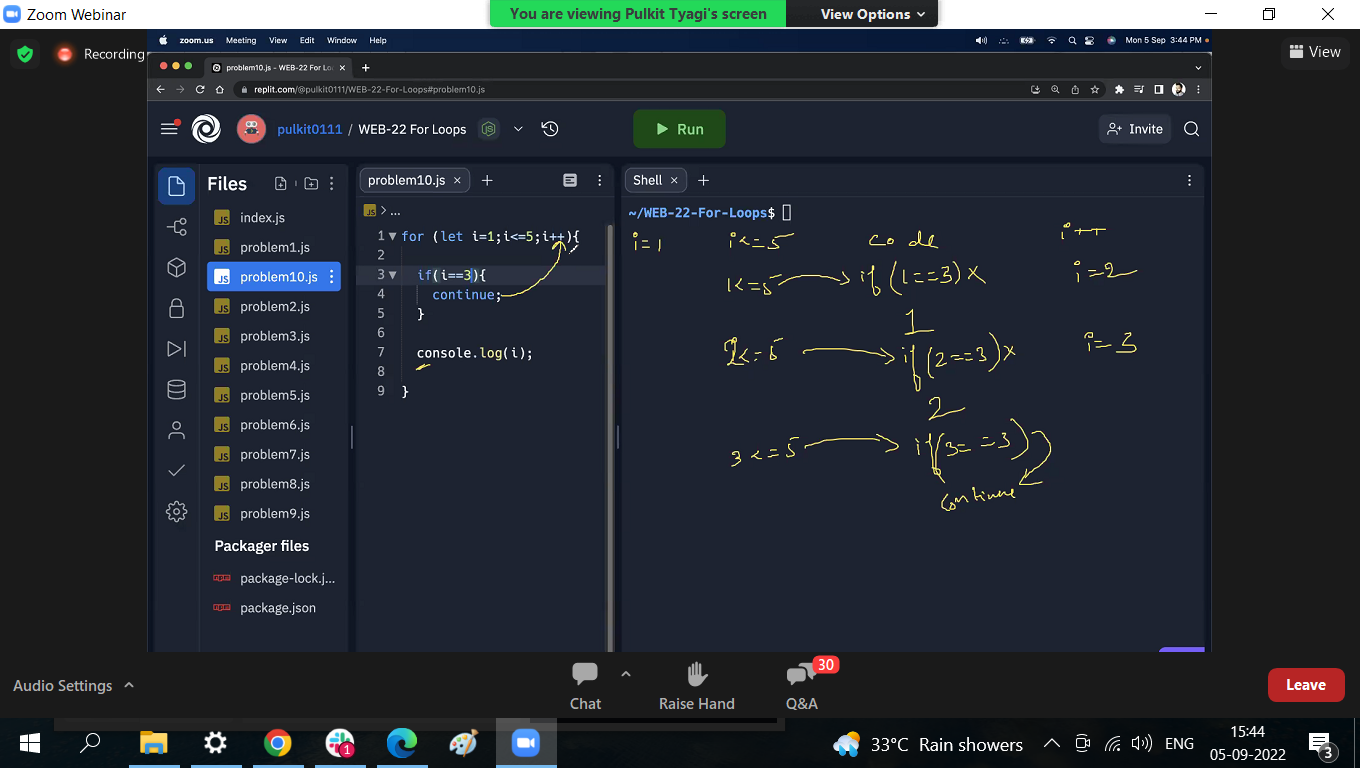 Zoom Webinar
You are viewing Pulkit Tyagi's screen
View Options
Recording
View
zoom.us Meeting View Edit Window Help
Mon 5 Sep 3:44 PM
problem10.js - WEB-22 For Lo
replit.com/@pulkit0111/WEB-22-For-Loops#problem10.js
pulkit0111 / WEB-22 For Loops
Run
Invite
Files
index.js
problem1.js
problem10.js
problem2.js
problem3.js
problem4.js
problem5.js
problem6.js
problem7.js
problem8.js
problem9.js
Packager files
package-lock.j...
package.json
problem10.js
JS > ...
1 for (let i=1;i<=5;i++){
2
3 if(i==3){
4 continue;
5 }
6
7 console.log(i);
8
9 }
Shell
~/WEB-22-For-Loops$
i=1 i<=5 code i++
1<=5 if(1==3)X i=2
1
2<=5 if(2==3)X i=3
2
3<=5 if(3==3)
continue
Audio Settings
Chat
Raise Hand
30
Q&A
Leave
1
33°C Rain showers
ENG
15:44
05-09-2022
3